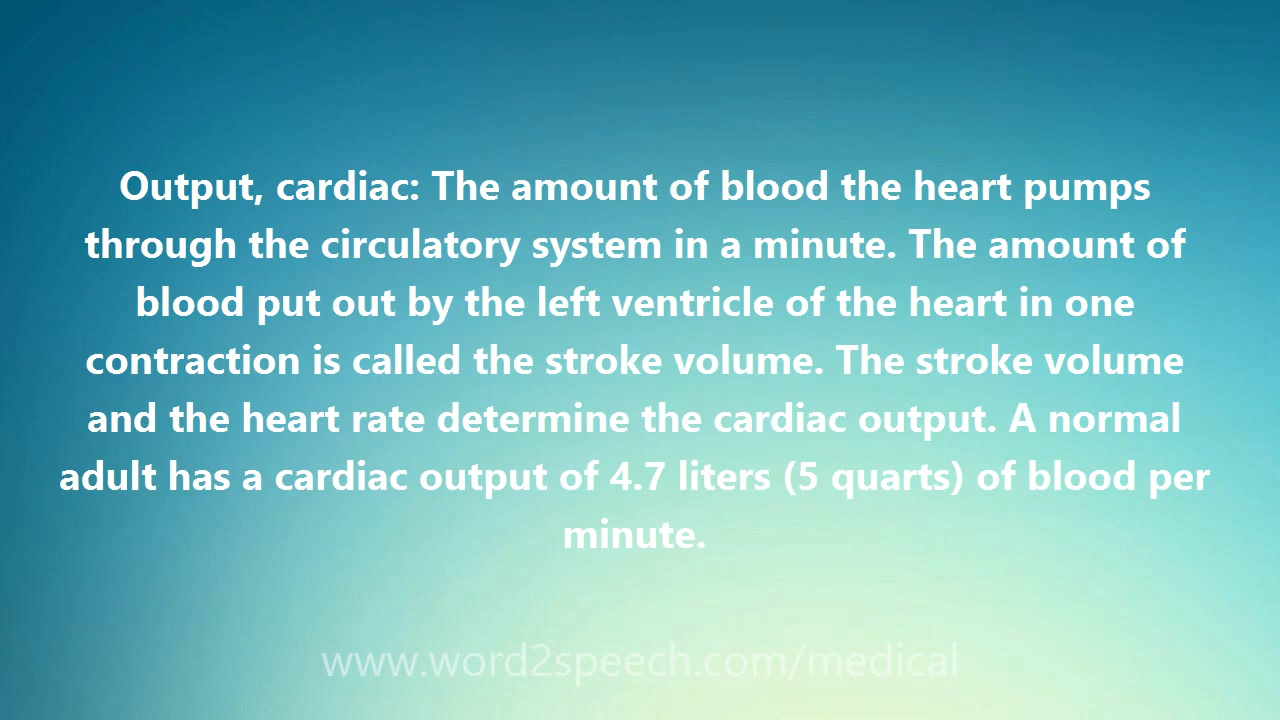 Output, cardiac: The amount of blood the heart pumps
through the circulatory system in a minute. The amount of
blood put out by the left ventricle of the heart in one
contraction is called the stroke volume. The stroke volume
and the heart rate determine the cardiac output. A normal
adult has a cardiac output of 4.7 liters (5 quarts) of blood per
minute.
www.word2speech.com/medical